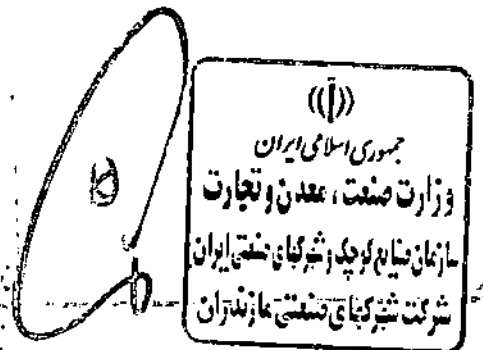 جمهوری اسلامی ایران
وزارت صنعت، معدن و تجارت
سازمان صنایع کوچک و شهرکهای صنعتی ایران
شرکت شهرکهای صنعتی مازندران